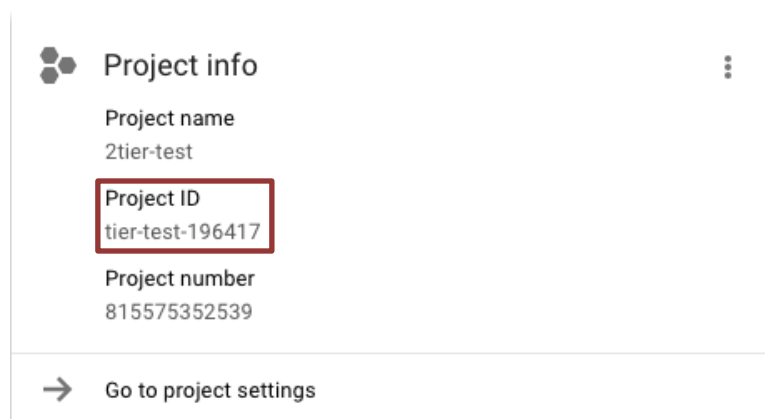 Project info
Project name
2tier-test
Project ID
tier-test-196417
Project number
815575352539
Go to project settings